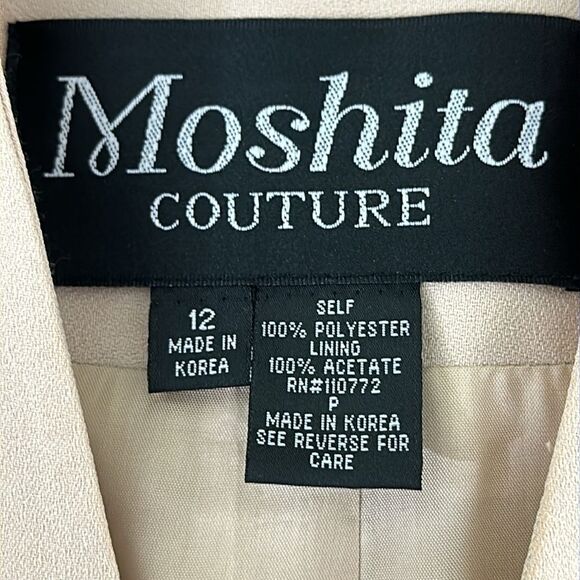 Moshita
COUTURE
12
MADE IN
KOREA
SELF
100% POLYESTER
LINING
100% ACETATE
RN#110772
P
MADE IN KOREA
SEE REVERSE FOR
CARE